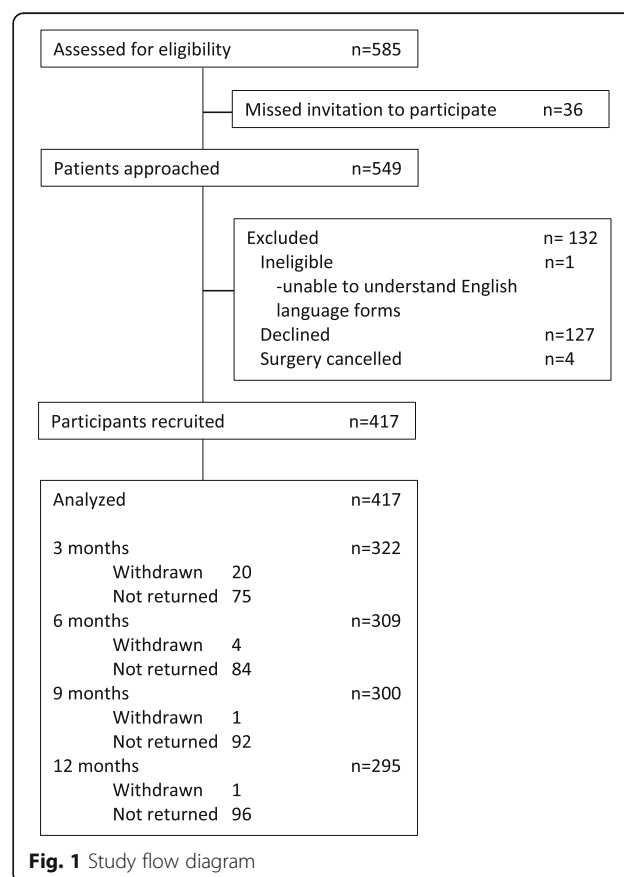 Assessed for eligibility n=585
Missed invitation to participate n=36
Patients approached n=549
Excluded n= 132
Ineligible n=1
-unable to understand English
language forms
Declined n=127
Surgery cancelled n=4
Participants recruited n=417
Analyzed n=417
3 months n=322
Withdrawn 20
Not returned 75
6 months n=309
Withdrawn 4
Not returned 84
9 months n=300
Withdrawn 1
Not returned 92
12 months n=295
Withdrawn 1
Not returned 96
Fig. 1 Study flow diagram